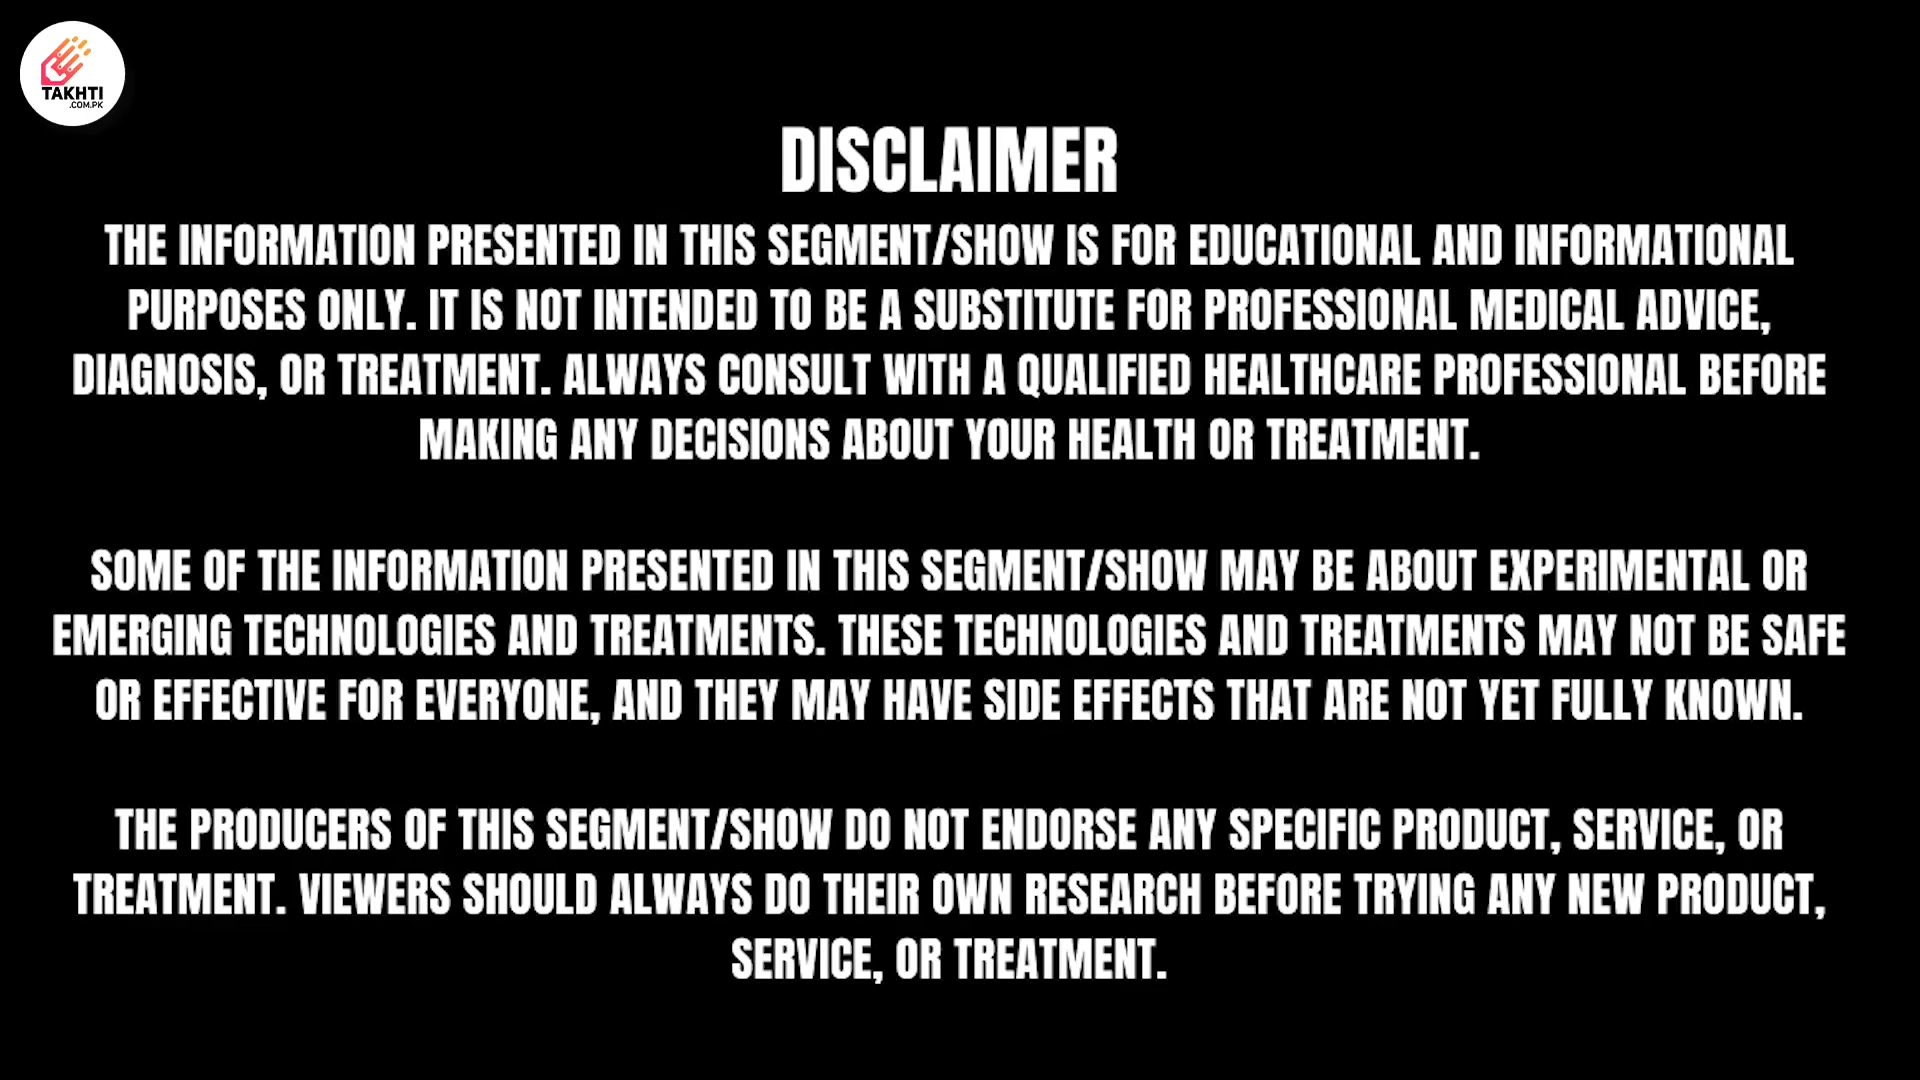 TAKHTI
.COM.PK
DISCLAIMER
THE INFORMATION PRESENTED IN THIS SEGMENT/SHOW IS FOR EDUCATIONAL AND INFORMATIONAL
PURPOSES ONLY. IT IS NOT INTENDED TO BE A SUBSTITUTE FOR PROFESSIONAL MEDICAL ADVICE,
DIAGNOSIS, OR TREATMENT. ALWAYS CONSULT WITH A QUALIFIED HEALTHCARE PROFESSIONAL BEFORE
MAKING ANY DECISIONS ABOUT YOUR HEALTH OR TREATMENT.
SOME OF THE INFORMATION PRESENTED IN THIS SEGMENT/SHOW MAY BE ABOUT EXPERIMENTAL OR
EMERGING TECHNOLOGIES AND TREATMENTS. THESE TECHNOLOGIES AND TREATMENTS MAY NOT BE SAFE
OR EFFECTIVE FOR EVERYONE, AND THEY MAY HAVE SIDE EFFECTS THAT ARE NOT YET FULLY KNOWN.
THE PRODUCERS OF THIS SEGMENT/SHOW DO NOT ENDORSE ANY SPECIFIC PRODUCT, SERVICE, OR
TREATMENT. VIEWERS SHOULD ALWAYS DO THEIR OWN RESEARCH BEFORE TRYING ANY NEW PRODUCT,
SERVICE, OR TREATMENT.